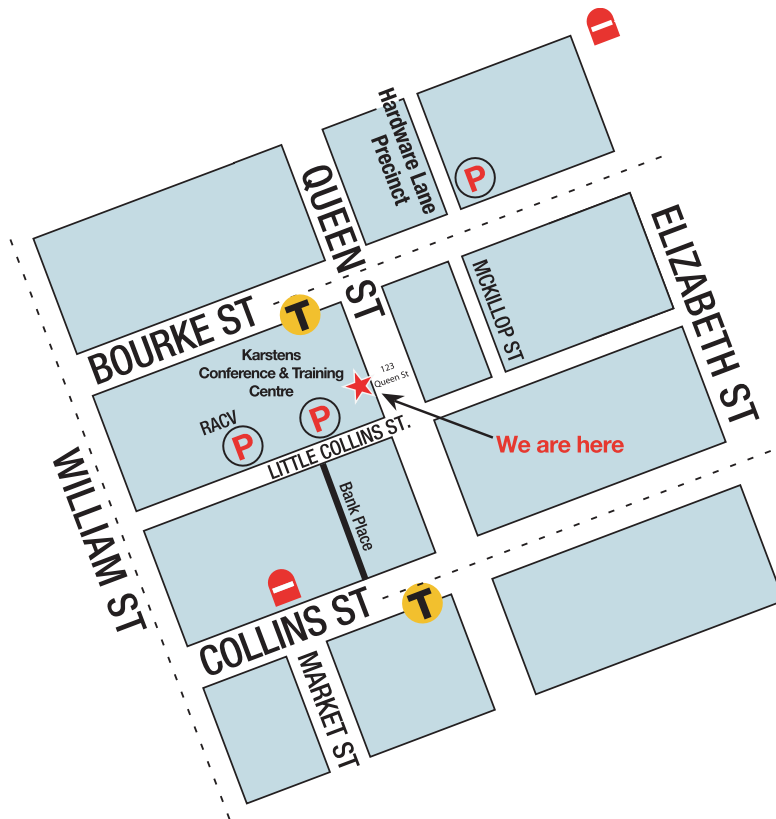 Hardware Lane
Precinct
P
QUEEN ST
ELIZABETH ST
MCKILLOP ST
BOURKE ST
T
Karstens
Conference & Training
Centre
123
Queen St
RACV
P
P
LITTLE COLLINS ST.
We are here
WILLIAM ST
Bank Place
COLLINS ST
T
MARKET ST